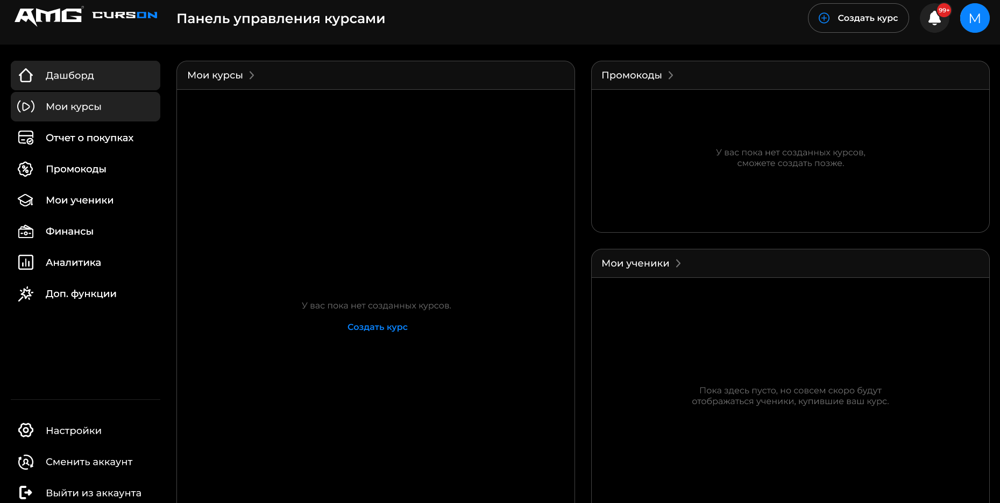 AMG® CURSON
Панель управления курсами
Создать курс
99+
M
Дашборд
Мои курсы
Отчет о покупках
Промокоды
Мои ученики
Финансы
Аналитика
Доп. функции
Настройки
Сменить аккаунт
Выйти из аккаунта
Мои курсы
У вас пока нет созданных курсов.
Создать курс
Промокоды
У вас пока нет созданных курсов,
сможете создать позже.
Мои ученики
Пока здесь пусто, но совсем скоро будут
отображаться ученики, купившие ваш курс.